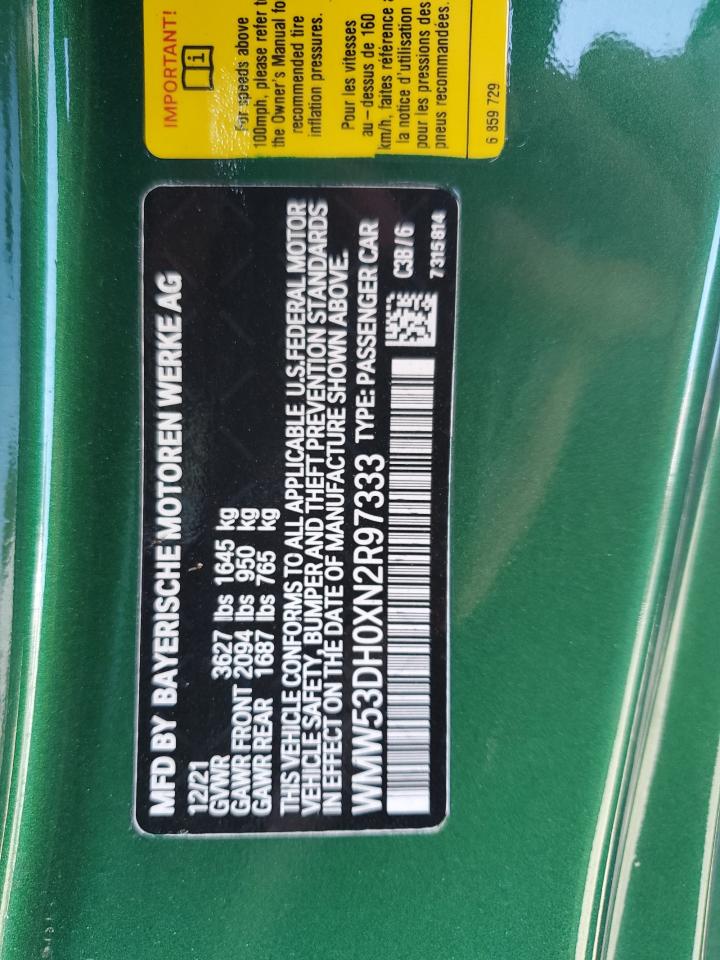 MFD BY BAYERISCHE MOTOREN WERKE AG
12/21
GVWR 3627 lbs 1645 kg
GAWR FRONT 2094 lbs 950 kg
GAWR REAR 1687 lbs 765 kg
THIS VEHICLE CONFORMS TO ALL APPLICABLE U.S.FEDERAL MOTOR
VEHICLE SAFETY, BUMPER AND THEFT PREVENTION STANDARDS
IN EFFECT ON THE DATE OF MANUFACTURE SHOWN ABOVE.
WMW53DH0XN2R97333 TYPE: PASSENGER CAR
C3B/6
7315814
IMPORTANT!
For speeds above
100mph, please refer to
the Owner's Manual fo
recommended tire
inflation pressures.
Pour les vitesses
au-dessus de 160
km/h, faites référence à
la notice d'utilisation
pour les pressions des
pneus recommandées.
6 859 729